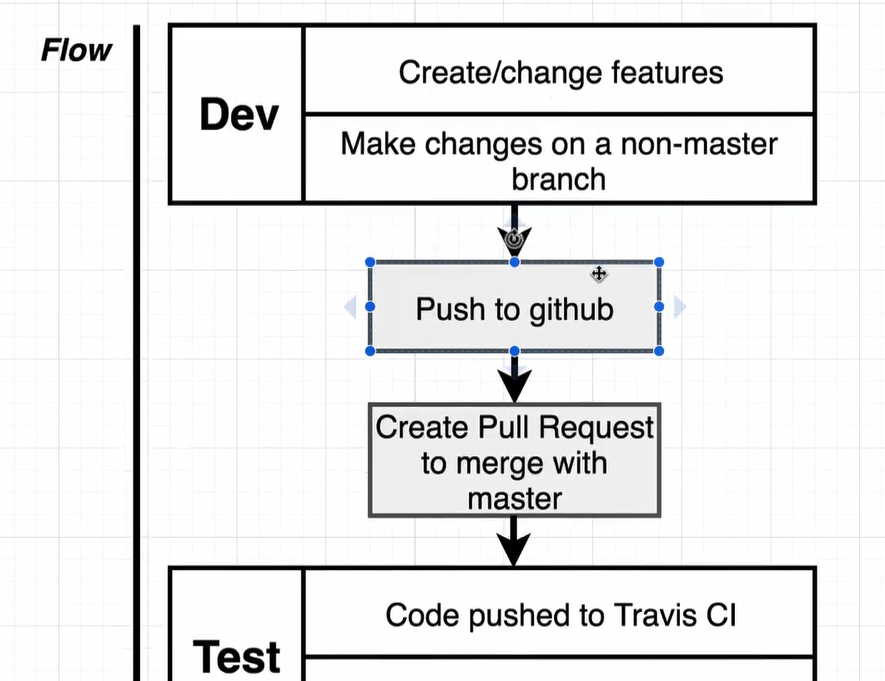 Flow
Dev
Create/change features
Make changes on a non-master
branch
Push to github
Create Pull Request
to merge with
master
Test
Code pushed to Travis CI